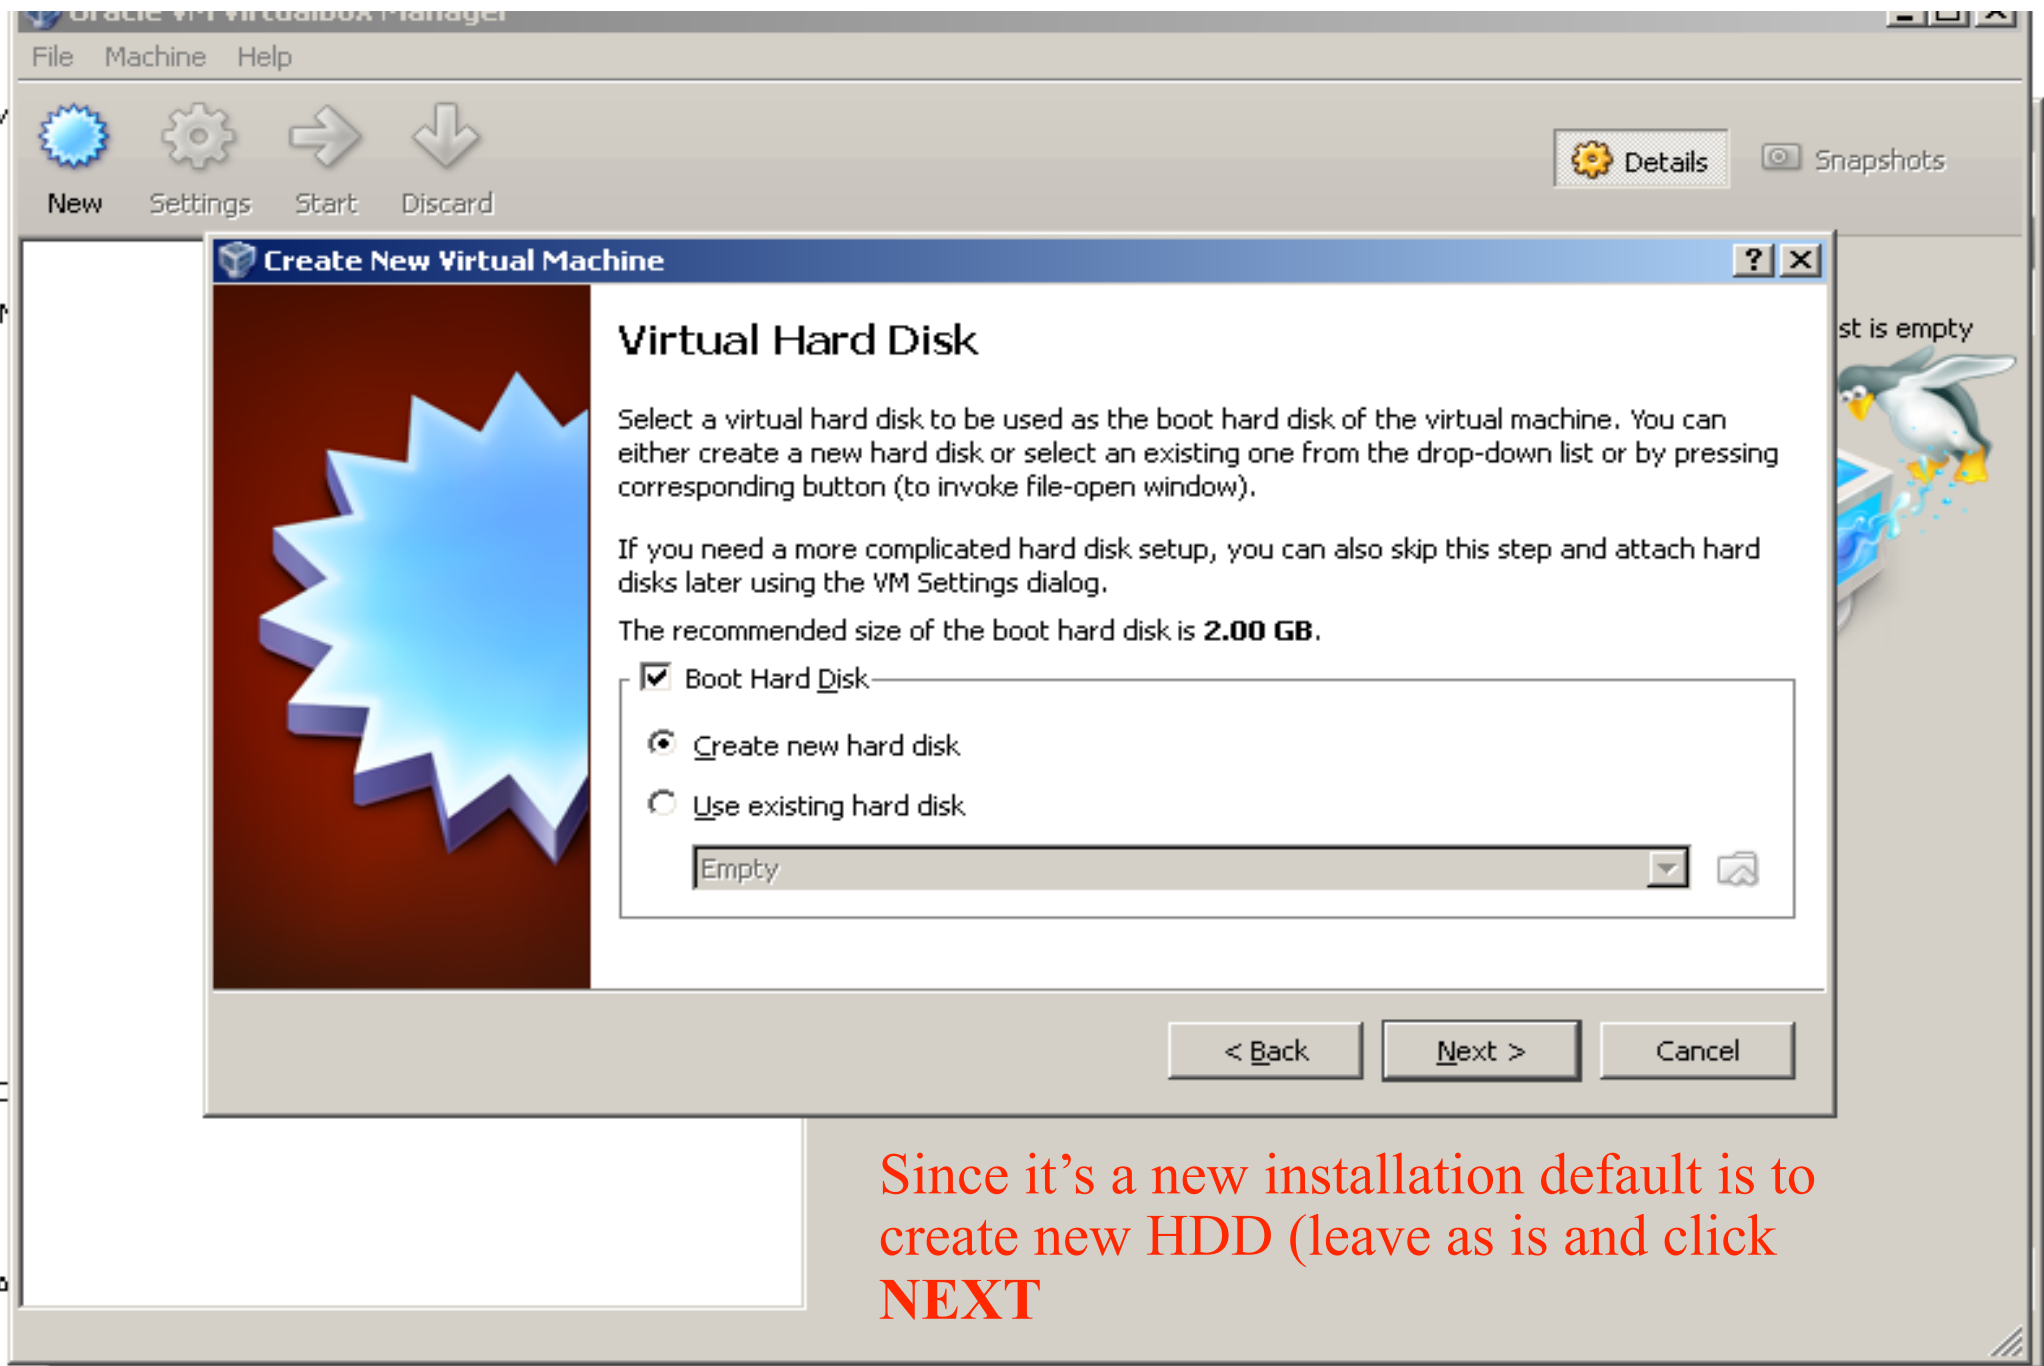 Oracle VM VirtualBox Manager
File Machine Help
New Settings Start Discard
Details Snapshots
Create New Virtual Machine
st is empty
Virtual Hard Disk
Select a virtual hard disk to be used as the boot hard disk of the virtual machine. You can
either create a new hard disk or select an existing one from the drop-down list or by pressing
corresponding button (to invoke file-open window).
If you need a more complicated hard disk setup, you can also skip this step and attach hard
disks later using the VM Settings dialog.
The recommended size of the boot hard disk is 2.00 GB.
Boot Hard Disk
Create new hard disk
Use existing hard disk
Empty
< Back Next > Cancel
Since it’s a new installation default is to
create new HDD (leave as is and click
NEXT